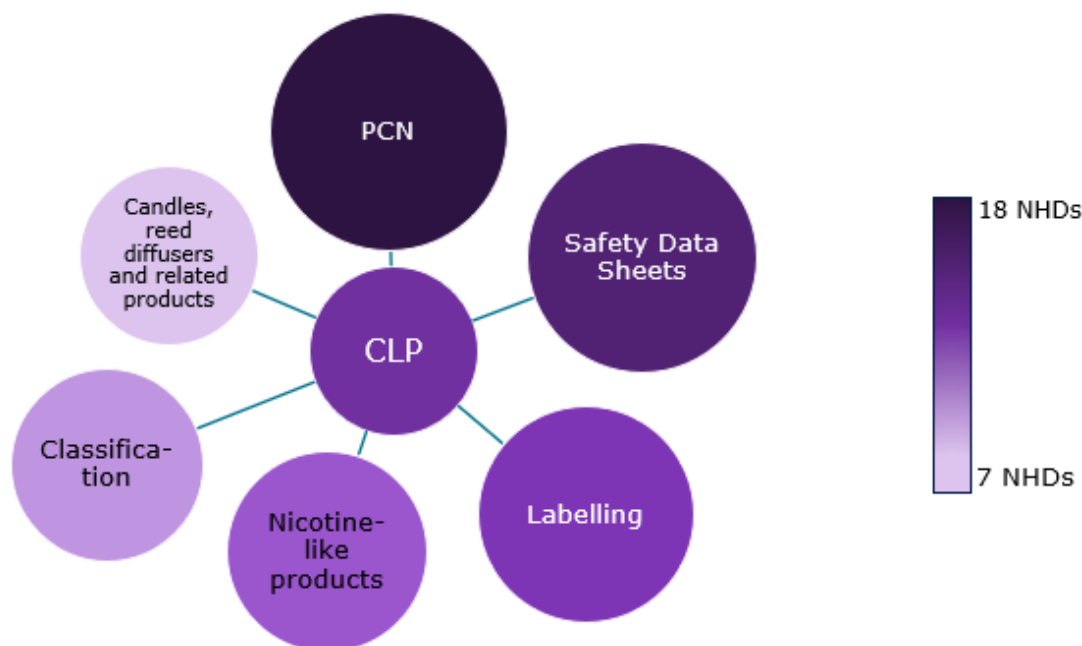 PCN
Safety Data
Sheets
Candles,
reed
diffusers
and related
products
CLP
Classifica-
tion
Nicotine-
like
products
Labelling
18 NHDs
7 NHDs